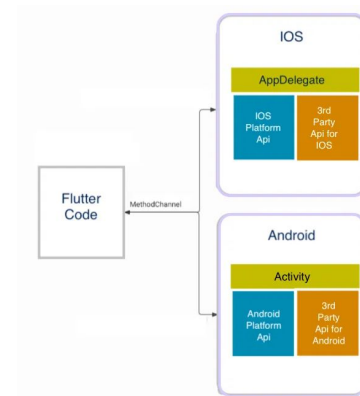 IOS
AppDelegate
IOS
Platform
Api
3rd
Party
Api for
IOS
Flutter
Code
MethodChannel
Android
Activity
Android
Platform
Api
3rd
Party
Api for
Android